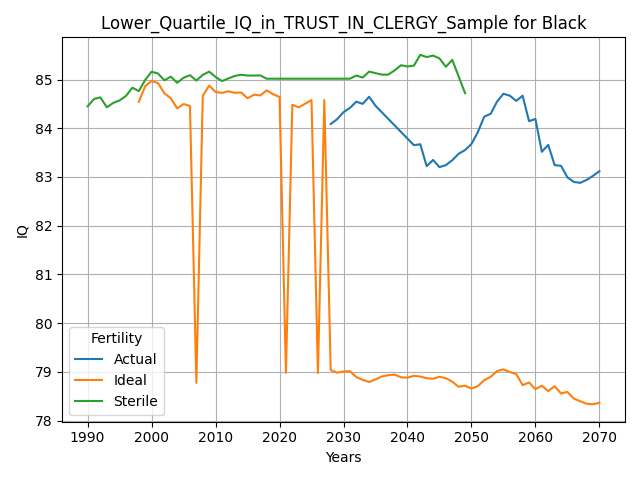 Lower_Quartile_IQ_in_TRUST_IN_CLERGY_Sample for Black
IQ
85
84
83
82
81
80
79
78
Fertility
Actual
Ideal
Sterile
1990 2000 2010 2020 2030 2040 2050 2060 2070
Years